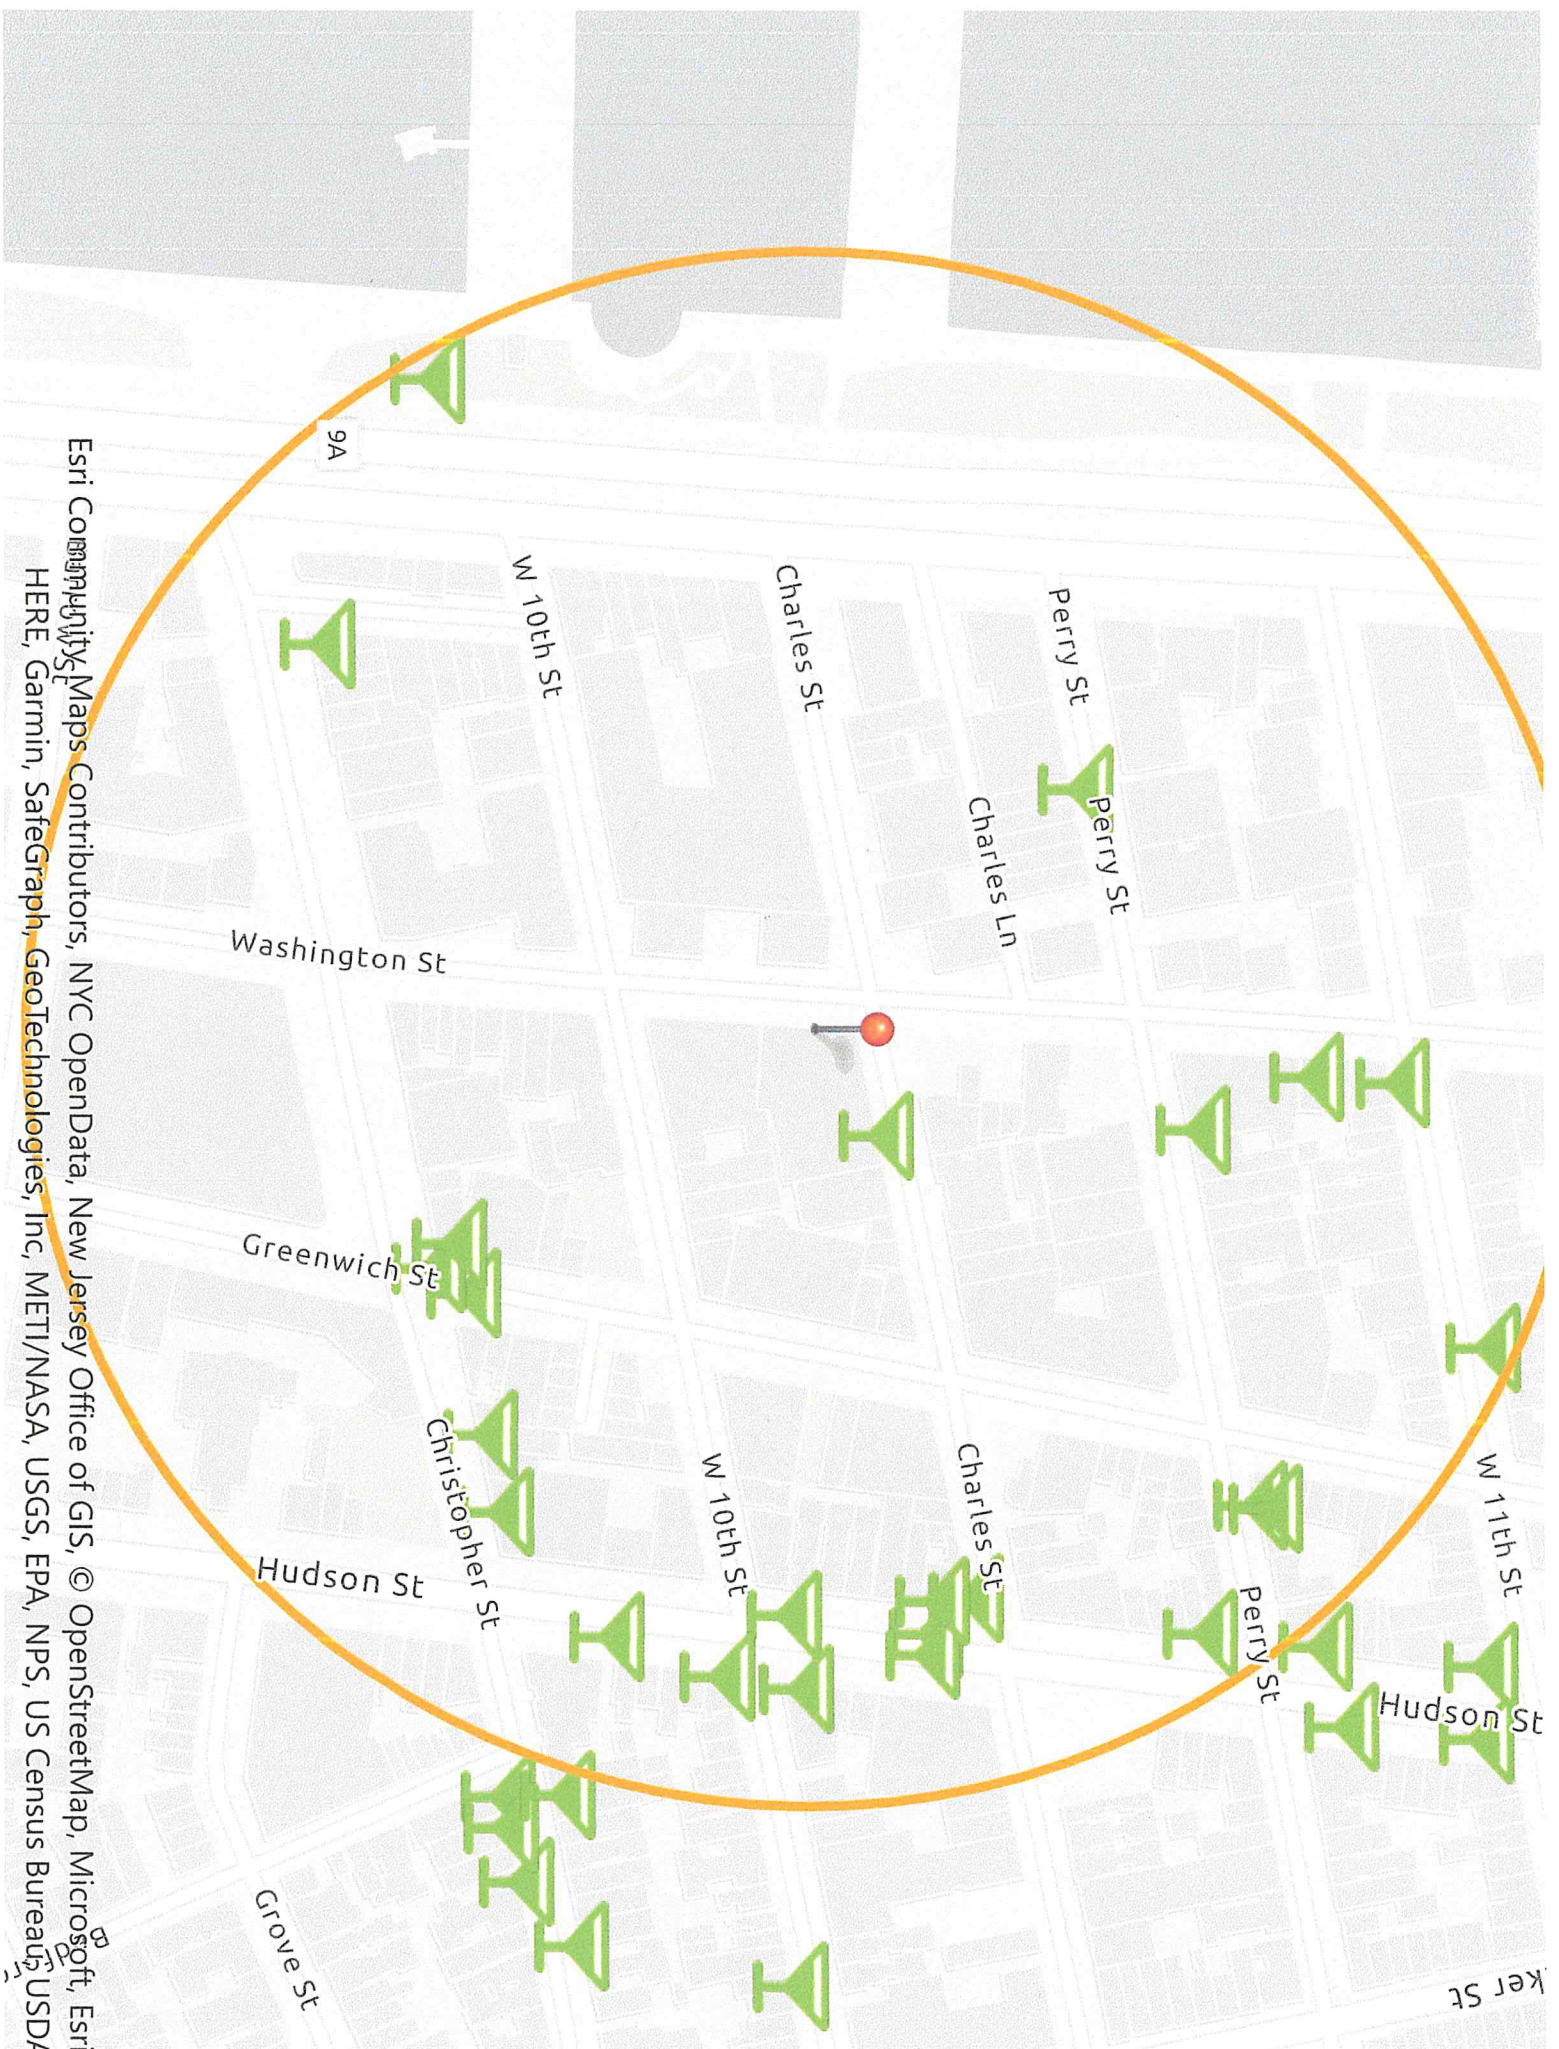 9A
W 10th St
Charles St
Perry St
Charles Ln
Perry St
Washington St
Greenwich St
Christopher St
W 10th St
Charles St
W 11th St
Hudson St
Perry St
Hudson St
Grove St
ker St
Esri Community Maps Contributors, NYC OpenData, New Jersey Office of GIS, © OpenStreetMap, Microsoft, Esri
HERE, Garmin, SafeGraph, GeoTechnologies, Inc, METI/NASA, USGS, EPA, NPS, US Census Bureau, USDA